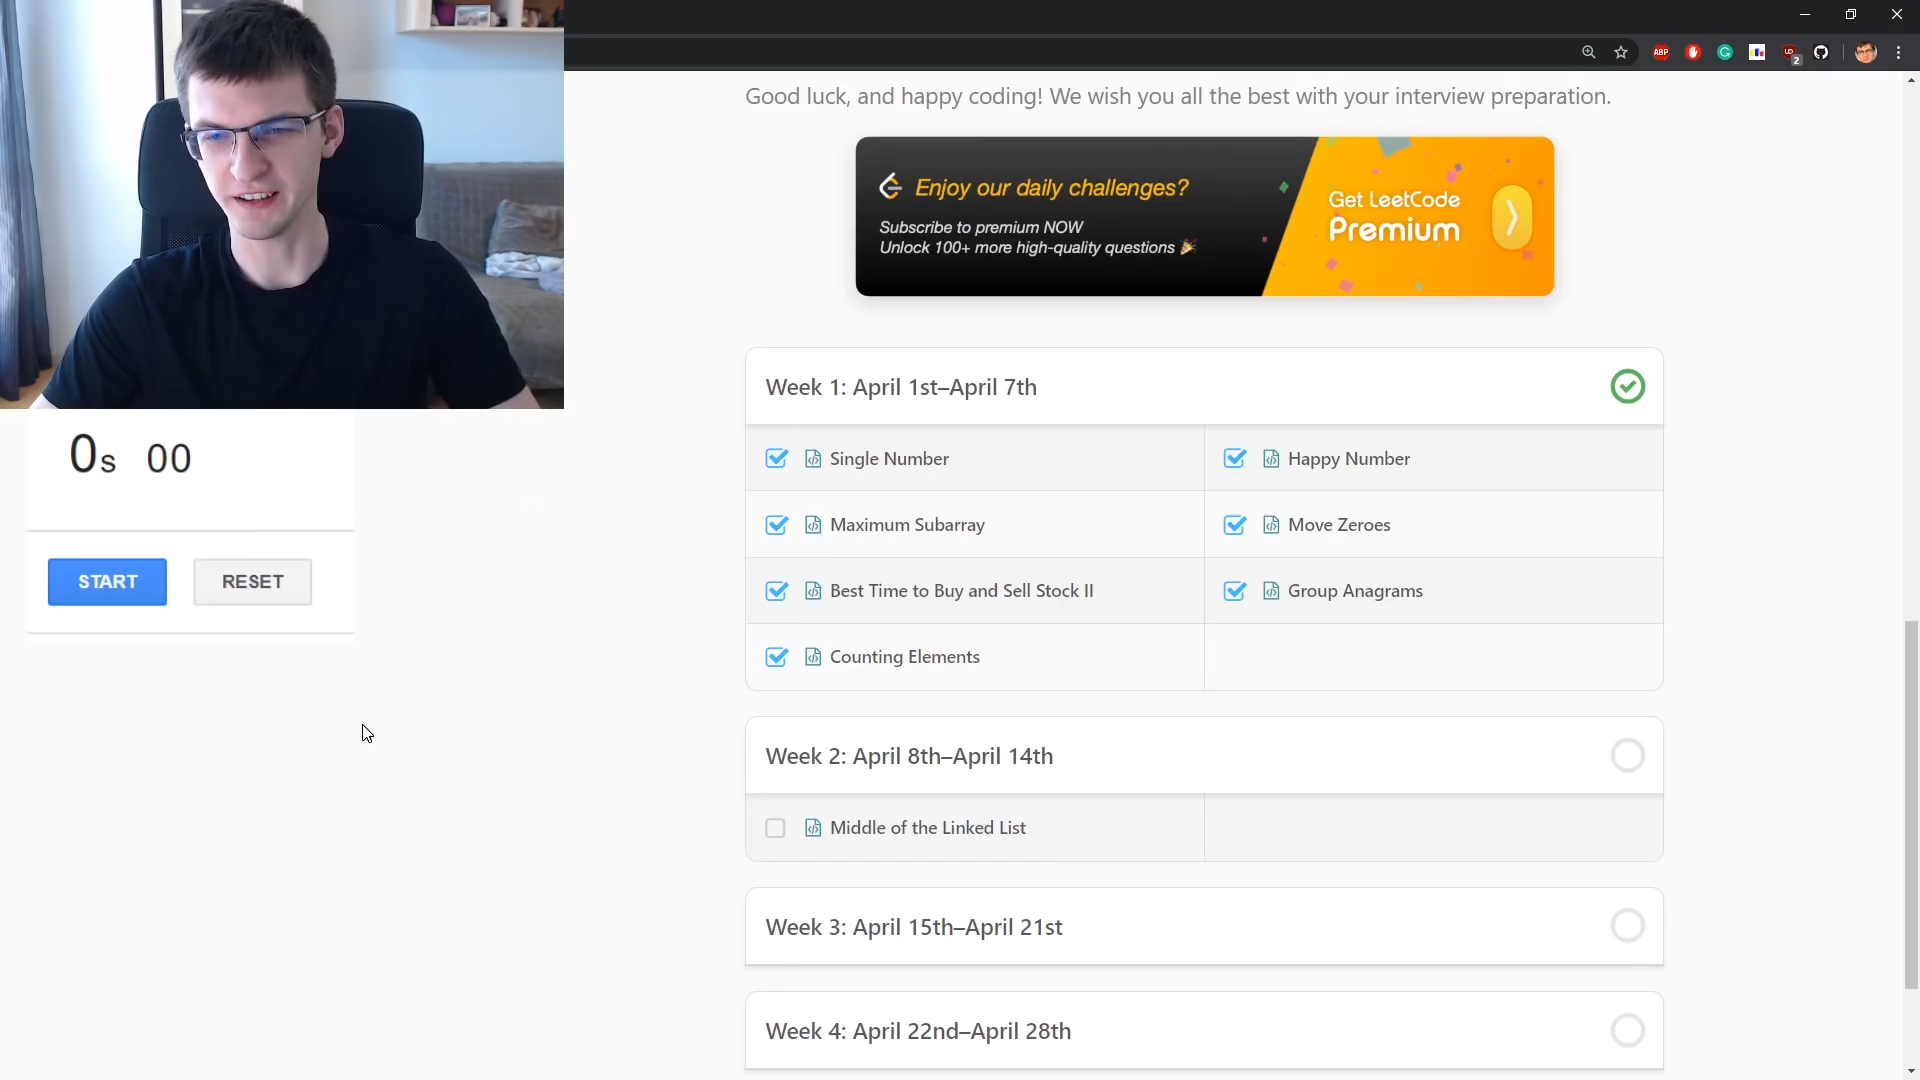 Good luck, and happy coding! We wish you all the best with your interview preparation.
Enjoy our daily challenges?
Subscribe to premium NOW
Unlock 100+ more high-quality questions 🎉
Get LeetCode
Premium
Week 1: April 1st–April 7th
Single Number
Happy Number
Maximum Subarray
Move Zeroes
Best Time to Buy and Sell Stock II
Group Anagrams
Counting Elements
Week 2: April 8th–April 14th
Middle of the Linked List
Week 3: April 15th–April 21st
Week 4: April 22nd–April 28th
0s 00
START
RESET
ABP
UD
2